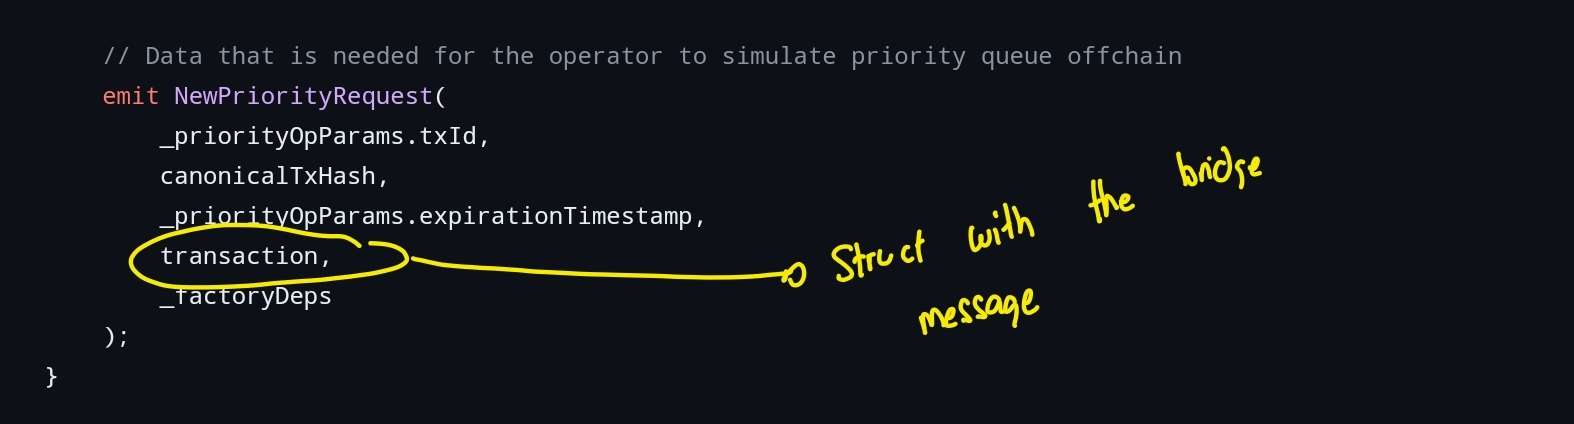 // Data that is needed for the operator to simulate priority queue offchain
emit NewPriorityRequest(
_priorityOpParams.txId,
canonicalTxHash,
_priorityOpParams.expirationTimestamp,
transaction,
_factoryDeps
);
}
Struct with the bridge
message